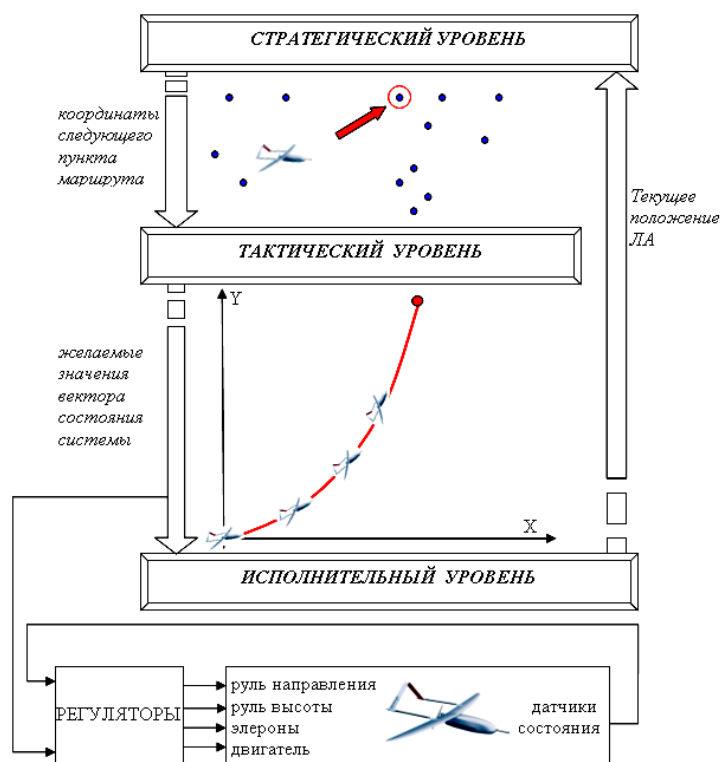 СТРАТЕГИЧЕСКИЙ УРОВЕНЬ
координаты
следующего
пункта
маршрута
Текущее
положение
ЛА
ТАКТИЧЕСКИЙ УРОВЕНЬ
Y
желаемые
значения
вектора
состояния
системы
X
ИСПОЛНИТЕЛЬНЫЙ УРОВЕНЬ
РЕГУЛЯТОРЫ
руль направления
руль высоты
элероны
двигатель
датчики
состояния